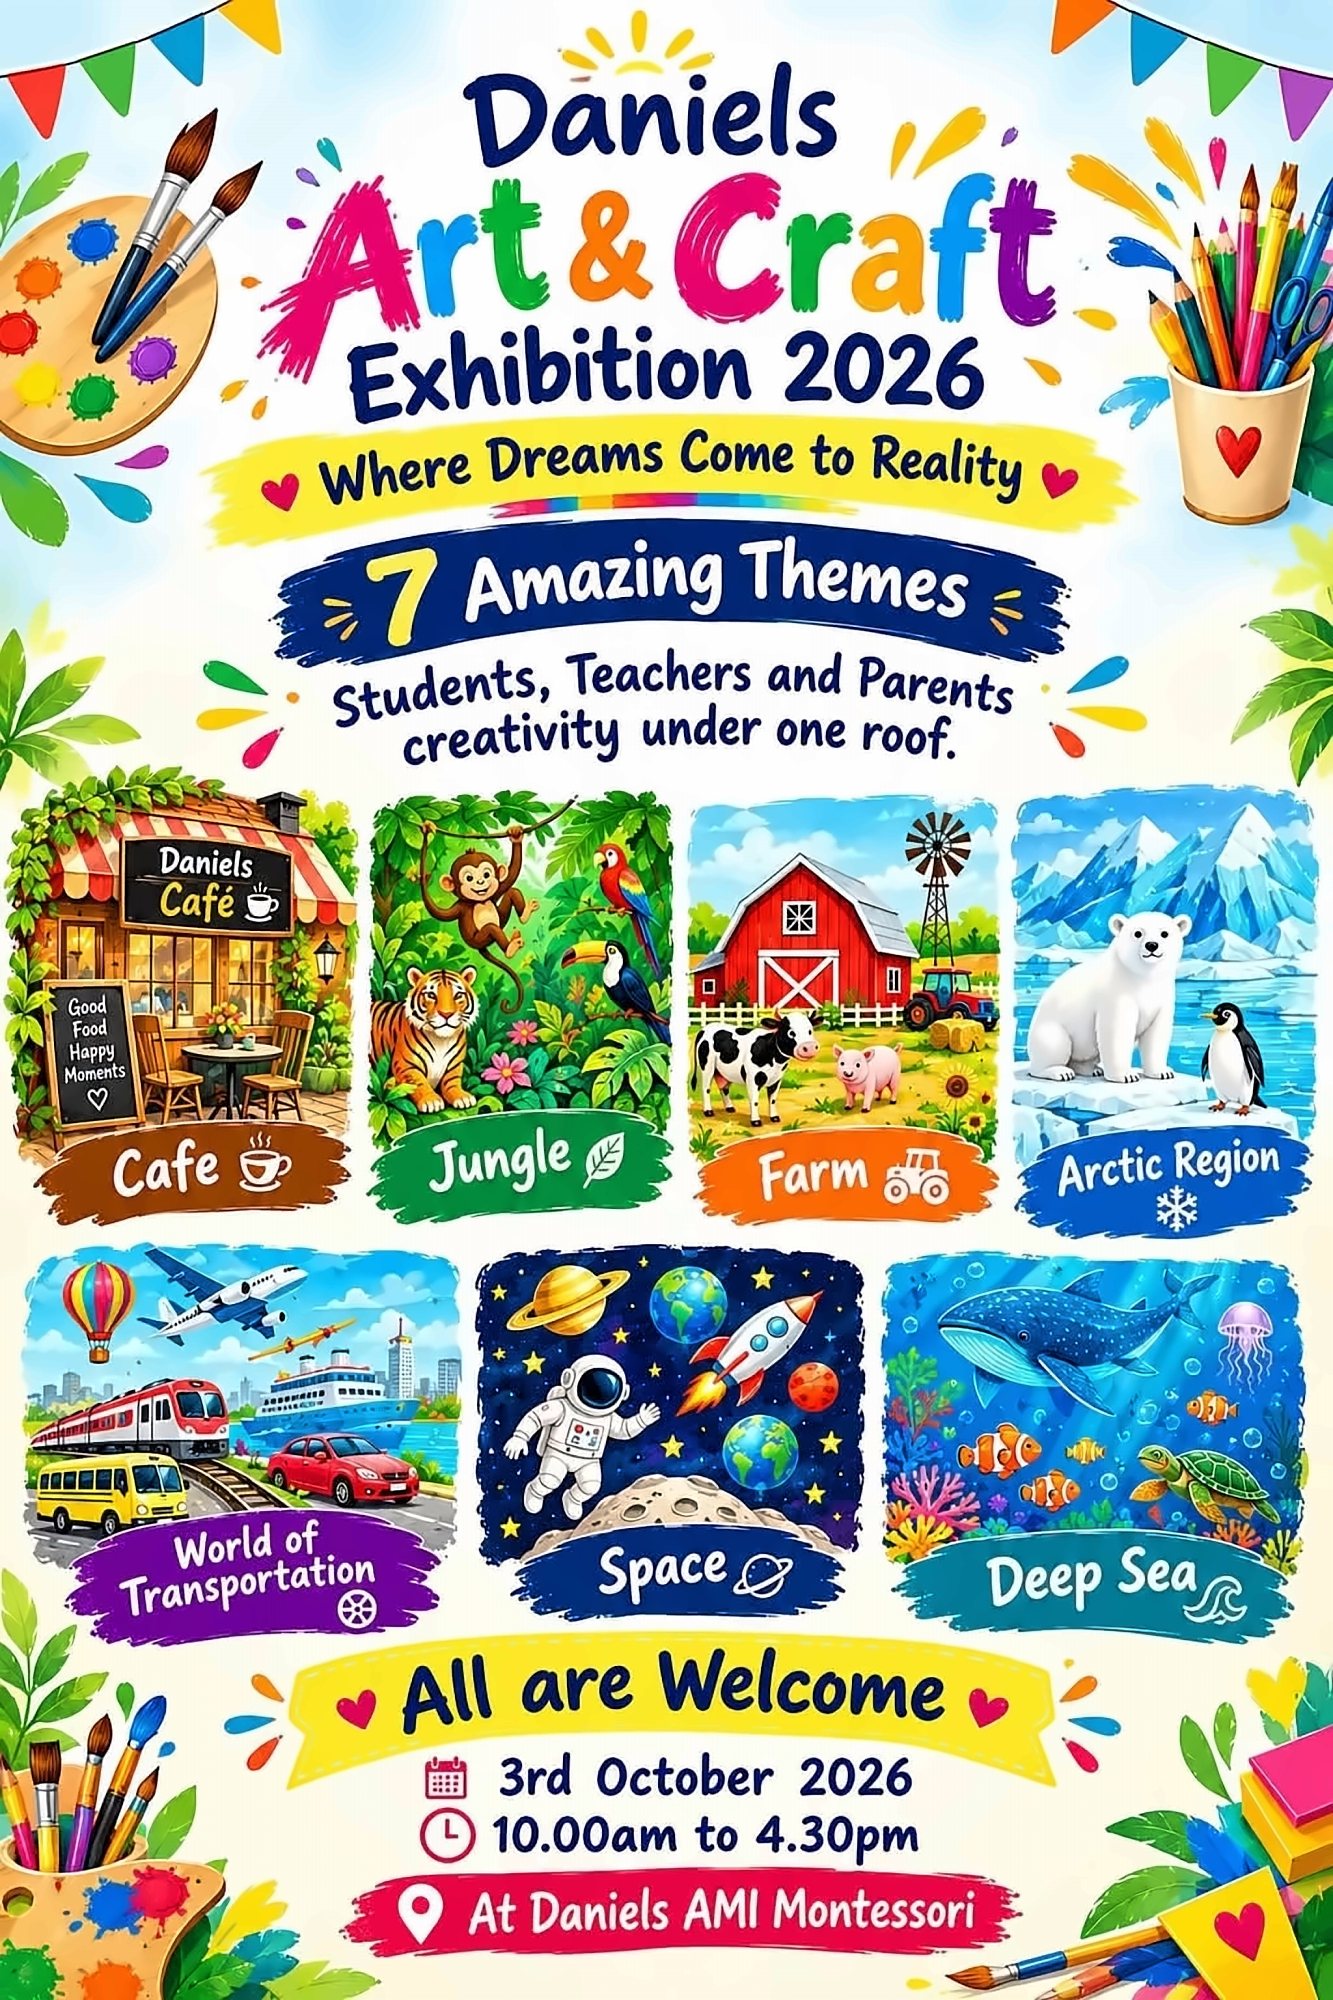 Daniels
Art & Craft
Exhibition 2026
Where Dreams Come to Reality
7 Amazing Themes
Students, Teachers and Parents
creativity under one roof.
Daniels
Café
Good
Food
Happy
Moments
Cafe
Jungle
Farm
Arctic Region
World of
Transportation
Space
Deep Sea
All are Welcome
3rd October 2026
10.00am to 4.30pm
At Daniels AMI Montessori